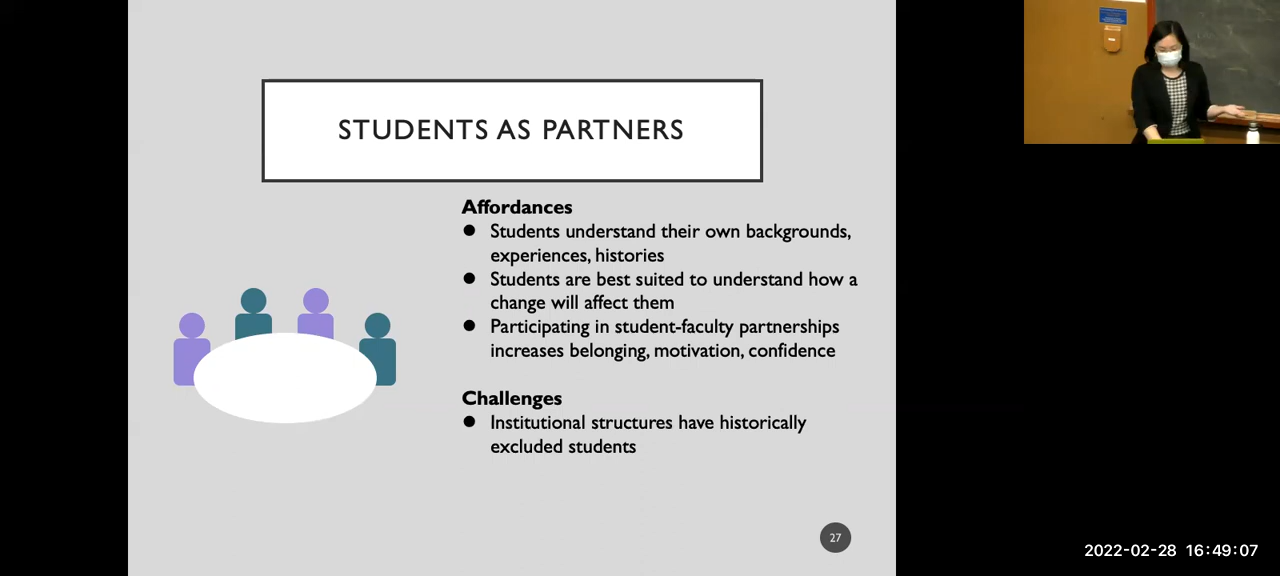 STUDENTS AS PARTNERS
Affordances
● Students understand their own backgrounds,
experiences, histories
● Students are best suited to understand how a
change will affect them
● Participating in student-faculty partnerships
increases belonging, motivation, confidence
Challenges
● Institutional structures have historically
excluded students
27
2022-02-28 16:49:07